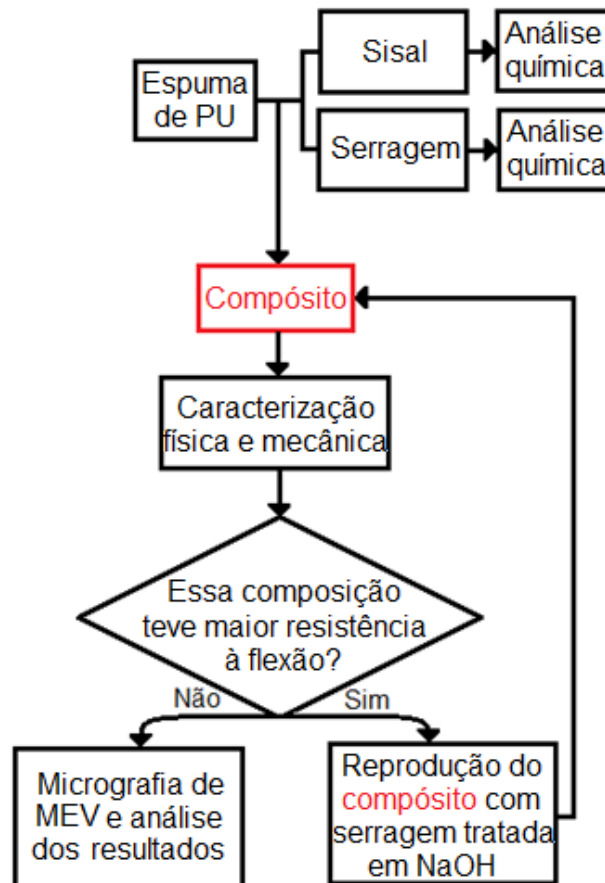 Espuma
de PU
Sisal
Análise
química
Serragem
Análise
química
Compósito
Caracterização
física e mecânica
Essa composição
teve maior resistência
à flexão?
Não
Sim
Micrografia de
MEV e análise
dos resultados
Reprodução do
compósito com
serragem tratada
em NaOH